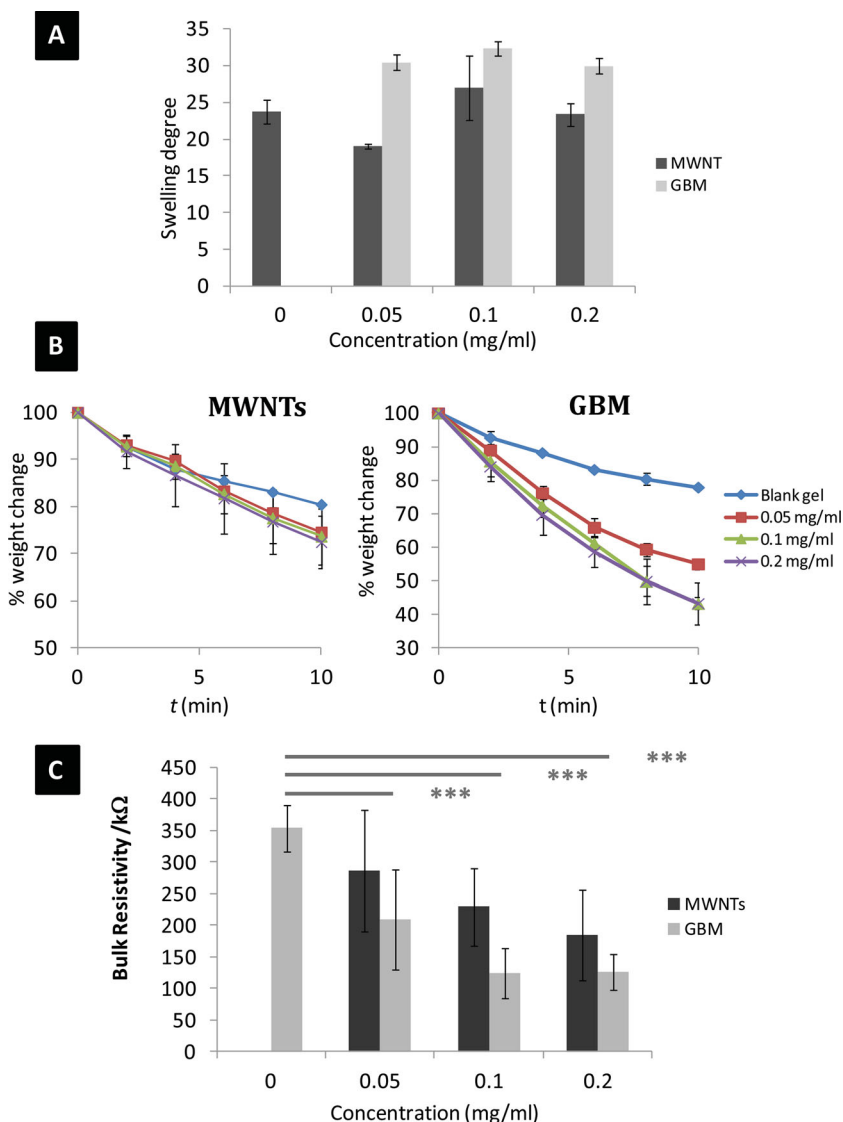 A
35
30
25
20
15
10
5
0
Swelling degree
0 0.05 0.1 0.2
Concentration (mg/ml)
MWNT
GBM
B
MWNTs
100
90
80
70
60
50
% weight change
0 5 10
t (min)
GBM
100
90
80
70
60
50
40
30
% weight change
0 5 10
t (min)
Blank gel
0.05 mg/ml
0.1 mg/ml
0.2 mg/ml
C
450
400
350
300
250
200
150
100
50
0
Bulk Resistivity /kΩ
***
***
***
0 0.05 0.1 0.2
Concentration (mg/ml)
MWNTs
GBM